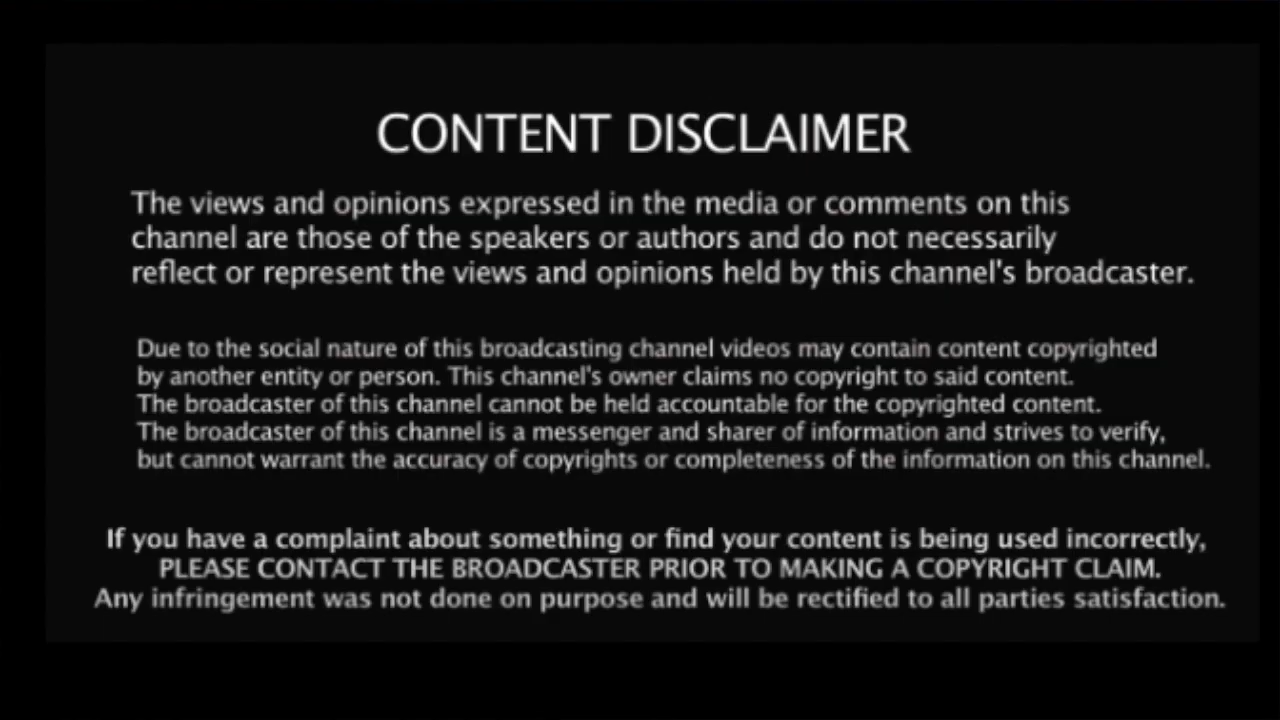 CONTENT DISCLAIMER
The views and opinions expressed in the media or comments on this
channel are those of the speakers or authors and do not necessarily
reflect or represent the views and opinions held by this channel's broadcaster.
Due to the social nature of this broadcasting channel videos may contain content copyrighted
by another entity or person. This channel's owner claims no copyright to said content.
The broadcaster of this channel cannot be held accountable for the copyrighted content.
The broadcaster of this channel is a messenger and sharer of information and strives to verify,
but cannot warrant the accuracy of copyrights or completeness of the information on this channel.
If you have a complaint about something or find your content is being used incorrectly,
PLEASE CONTACT THE BROADCASTER PRIOR TO MAKING A COPYRIGHT CLAIM.
Any infringement was not done on purpose and will be rectified to all parties satisfaction.